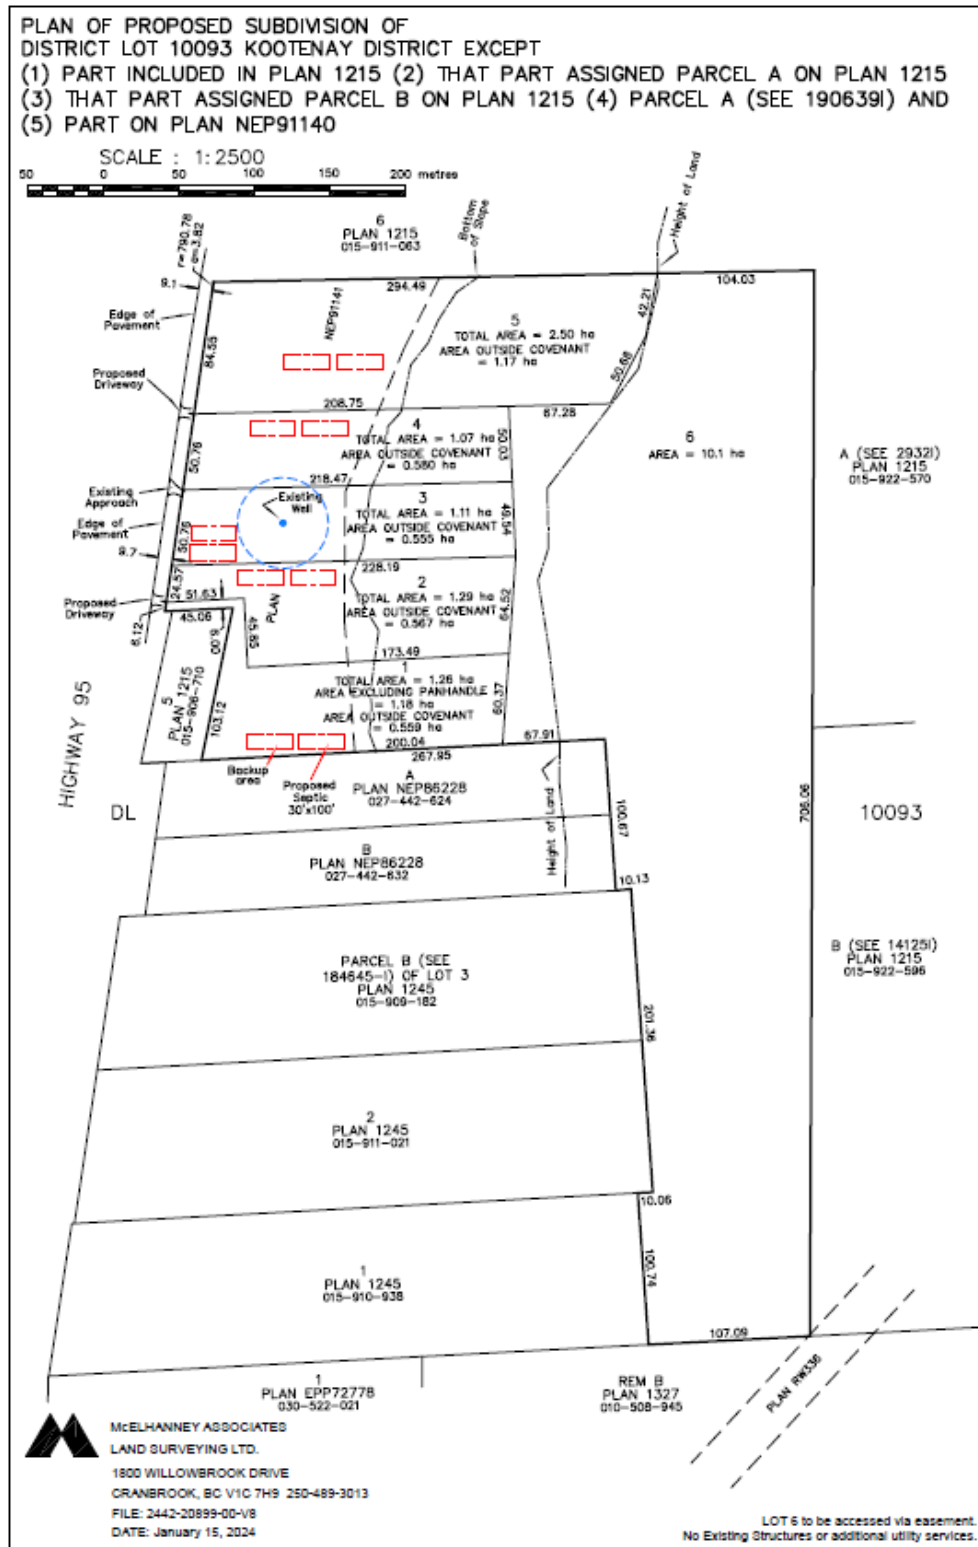 PLAN OF PROPOSED SUBDIVISION OF
DISTRICT LOT 10093 KOOTENAY DISTRICT EXCEPT
(1) PART INCLUDED IN PLAN 1215 (2) THAT PART ASSIGNED PARCEL A ON PLAN 1215
(3) THAT PART ASSIGNED PARCEL B ON PLAN 1215 (4) PARCEL A (SEE 190639I) AND
(5) PART ON PLAN NEP91140
SCALE : 1:2500
50 0 50 100 150 200 metres
6
PLAN 1215
015-911-063
Bottom
of Slope
Height of Land
r=790.78
a=3.82
9.1
294.49
104.03
NEP91141
42.21
50.68
Edge of
Pavement
84.55
5
TOTAL AREA = 2.50 ha
AREA OUTSIDE COVENANT
= 1.17 ha
Proposed
Driveway
208.75
67.28
4
TOTAL AREA = 1.07 ha
AREA OUTSIDE COVENANT
= 0.580 ha
50.03
50.76
6
AREA = 10.1 ha
A (SEE 2932I)
PLAN 1215
015-922-570
218.47
Existing
Approach
Existing
Well
3
TOTAL AREA = 1.11 ha
AREA OUTSIDE COVENANT
= 0.555 ha
49.54
Edge of
Pavement
50.76
9.7
228.19
24.57
2
TOTAL AREA = 1.29 ha
AREA OUTSIDE COVENANT
= 0.567 ha
49.52
51.63
Proposed
Driveway
45.06
6.12
6.00
45.65
PLAN
173.49
1
TOTAL AREA = 1.26 ha
AREA EXCLUDING PANHANDLE
= 1.18 ha
AREA OUTSIDE COVENANT
= 0.559 ha
60.37
5
PLAN 1215
015-908-710
103.12
200.04
67.91
267.95
HIGHWAY 95
Backup
area
Proposed
Septic
30'x100'
A
PLAN NEP86228
027-442-624
Height of Land
100.67
706.90
DL
10093
B
PLAN NEP86228
027-442-632
10.13
PARCEL B (SEE
184645-I) OF LOT 3
PLAN 1245
015-909-182
B (SEE 14125I)
PLAN 1215
015-922-596
201.36
2
PLAN 1245
015-911-021
10.06
1
PLAN 1245
015-910-938
100.74
107.09
PLAN RW336
1
PLAN EPP72778
030-522-021
REM B
PLAN 1327
010-508-945
McELHANNEY ASSOCIATES
LAND SURVEYING LTD.
1800 WILLOWBROOK DRIVE
CRANBROOK, BC V1C 7H9 250-489-3013
FILE: 2442-20899-00-V8
DATE: January 15, 2024
LOT 6 to be accessed via easement.
No Existing Structures or additional utility services.